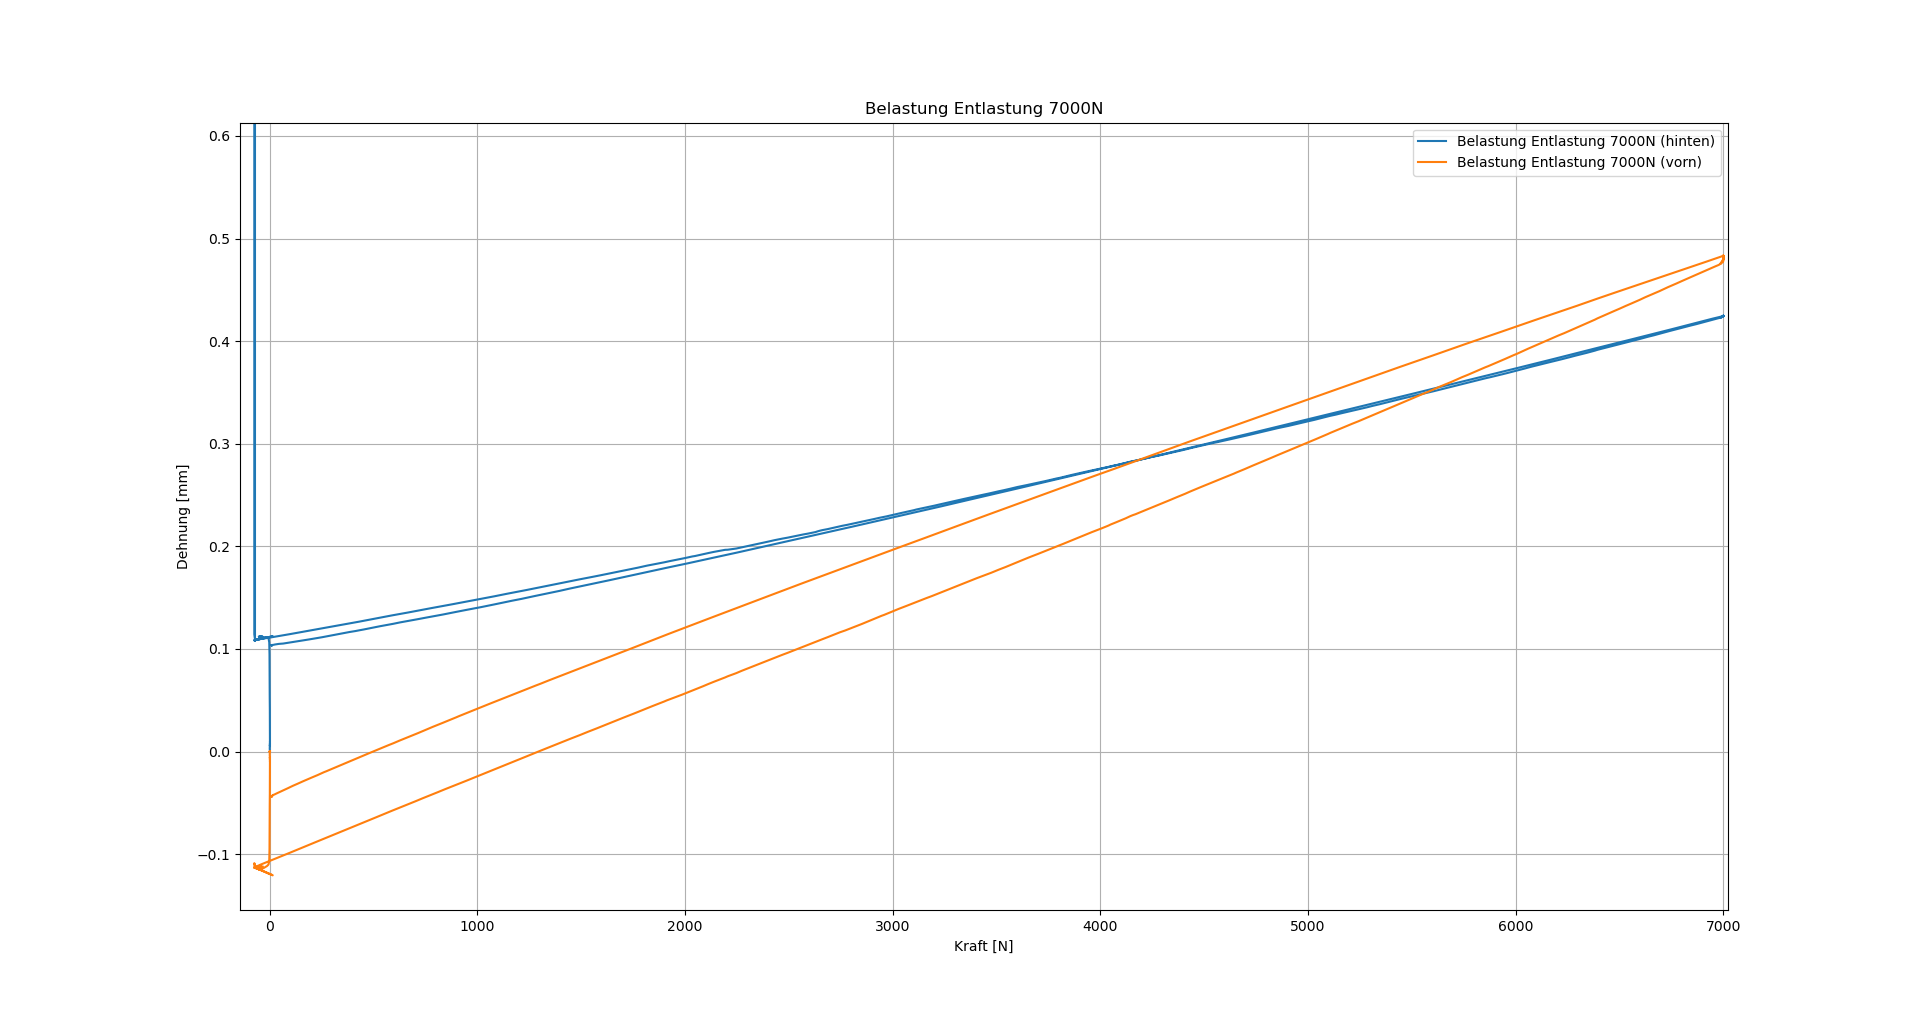 Belastung Entlastung 7000N
Belastung Entlastung 7000N (hinten)
Belastung Entlastung 7000N (vorn)
0.6
0.5
0.4
0.3
0.2
0.1
0.0
−0.1
Dehnung [mm]
0 1000 2000 3000 4000 5000 6000 7000
Kraft [N]